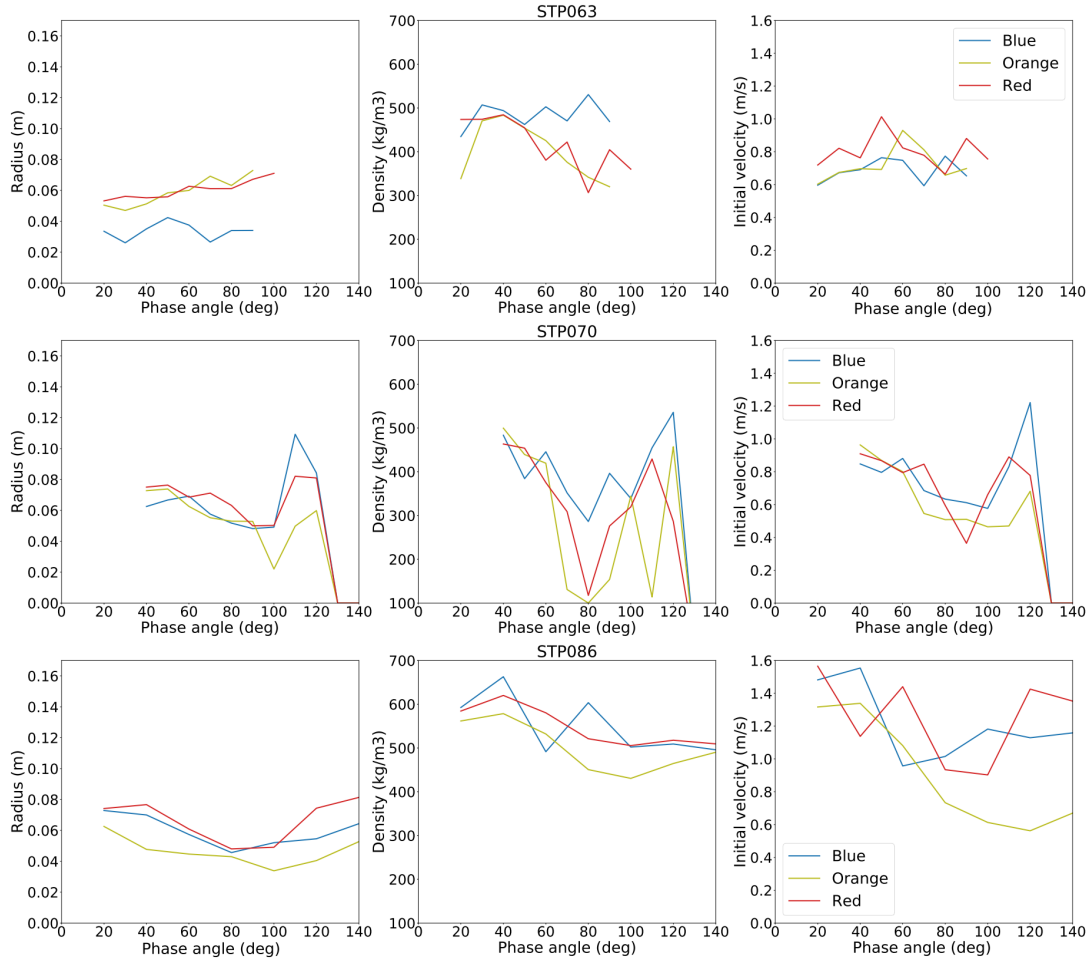 STP063
Radius (m)
0.16
0.14
0.12
0.10
0.08
0.06
0.04
0.02
0.00
0 20 40 60 80 100 120 140
Phase angle (deg)
Density (kg/m3)
700
600
500
400
300
200
100
0 20 40 60 80 100 120 140
Phase angle (deg)
Initial velocity (m/s)
1.6
1.4
1.2
1.0
0.8
0.6
0.4
0.2
0.0
0 20 40 60 80 100 120 140
Phase angle (deg)
Blue
Orange
Red
STP070
Radius (m)
0.16
0.14
0.12
0.10
0.08
0.06
0.04
0.02
0.00
0 20 40 60 80 100 120 140
Phase angle (deg)
Density (kg/m3)
700
600
500
400
300
200
100
0 20 40 60 80 100 120 140
Phase angle (deg)
Initial velocity (m/s)
1.6
1.4
1.2
1.0
0.8
0.6
0.4
0.2
0.0
0 20 40 60 80 100 120 140
Phase angle (deg)
Blue
Orange
Red
STP086
Radius (m)
0.16
0.14
0.12
0.10
0.08
0.06
0.04
0.02
0.00
0 20 40 60 80 100 120 140
Phase angle (deg)
Density (kg/m3)
700
600
500
400
300
200
100
0 20 40 60 80 100 120 140
Phase angle (deg)
Initial velocity (m/s)
1.6
1.4
1.2
1.0
0.8
0.6
0.4
0.2
0.0
0 20 40 60 80 100 120 140
Phase angle (deg)
Blue
Orange
Red